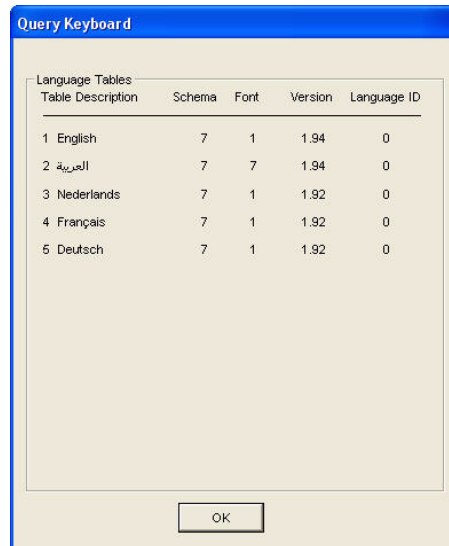 Query Keyboard
Language Tables
Table Description Schema Font Version Language ID
1 English 7 1 1.94 0
2 العربية 7 7 1.94 0
3 Nederlands 7 1 1.92 0
4 Français 7 1 1.92 0
5 Deutsch 7 1 1.92 0
OK